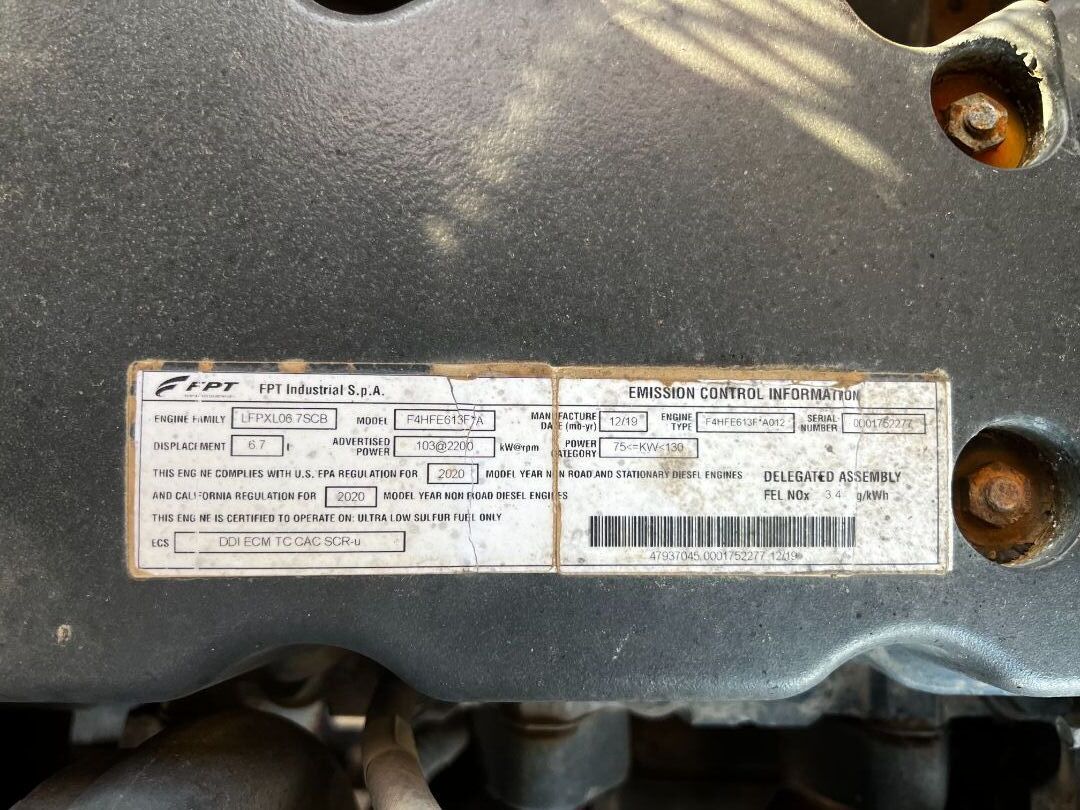 FPT FPT Industrial S.p.A. EMISSION CONTROL INFORMATION
ENGINE FAMILY LFPXL06.7SCB MODEL F4HFE613F*A MANUFACTURE DATE (mo-yr) 12/19 ENGINE TYPE F4HFE613F*A012 SERIAL NUMBER 0001752277
DISPLACEMENT 6.7 l ADVERTISED POWER 103@2200 kW@rpm POWER CATEGORY 75<=KW<130
THIS ENGINE COMPLIES WITH U.S. EPA REGULATION FOR 2020 MODEL YEAR NON ROAD AND STATIONARY DIESEL ENGINES DELEGATED ASSEMBLY
AND CALIFORNIA REGULATION FOR 2020 MODEL YEAR NON ROAD DIESEL ENGINES FEL NOx 3.4 g/kWh
THIS ENGINE IS CERTIFIED TO OPERATE ON: ULTRA LOW SULFUR FUEL ONLY
ECS DDI ECM TC CAC SCR-u
47937045 0001752277 12/19